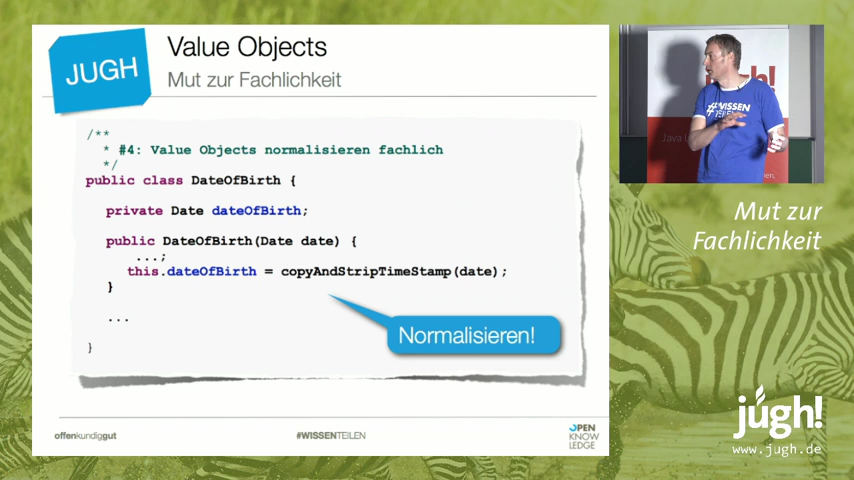 JUGH
Value Objects
Mut zur Fachlichkeit
/**
* #4: Value Objects normalisieren fachlich
*/
public class DateOfBirth {
private Date dateOfBirth;
public DateOfBirth(Date date) {
...;
this.dateOfBirth = copyAndStripTimeStamp(date);
}
...
}
Normalisieren!
offenkundiggut
#WISSENTEILEN
OPEN
KNOW
LEDGE
#WISSEN
TEILEN
Mut zur
Fachlichkeit
jugh!
www.jugh.de